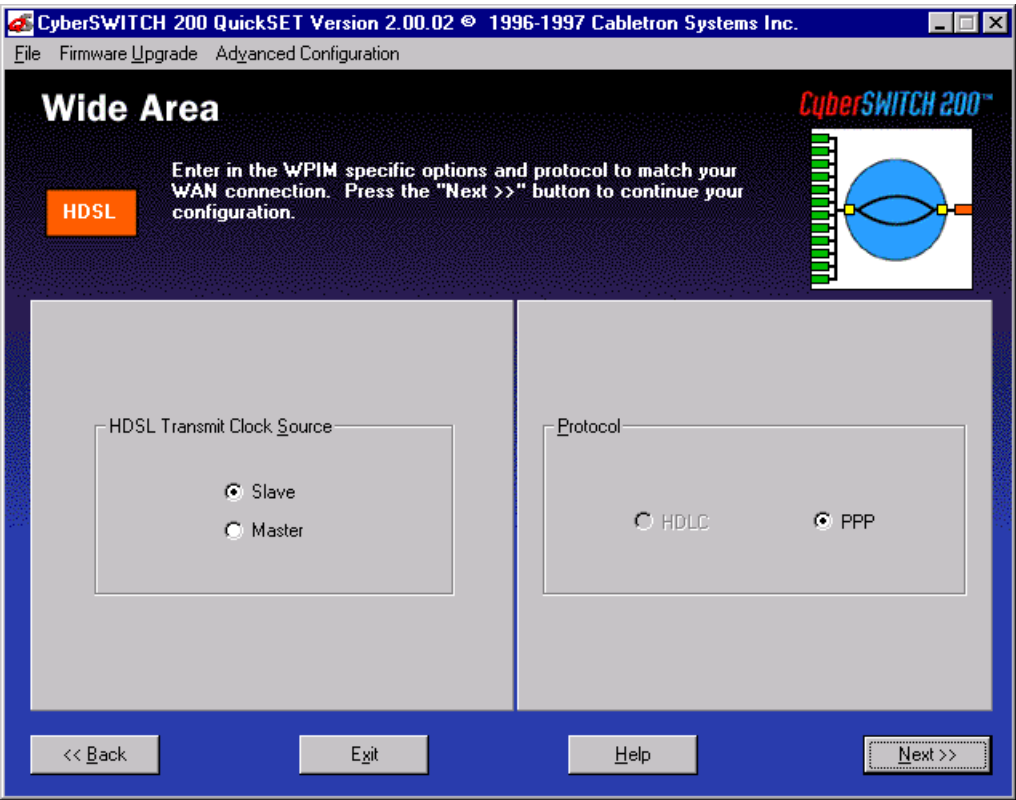 CyberSWITCH 200 QuickSET Version 2.00.02 © 1996-1997 Cabletron Systems Inc.
File Firmware Upgrade Advanced Configuration
Wide Area
CyberSWITCH 200™
Enter in the WPIM specific options and protocol to match your
WAN connection. Press the "Next >>" button to continue your
configuration.
HDSL
HDSL Transmit Clock Source
Slave
Master
Protocol
HDLC
PPP
<< Back
Exit
Help
Next >>